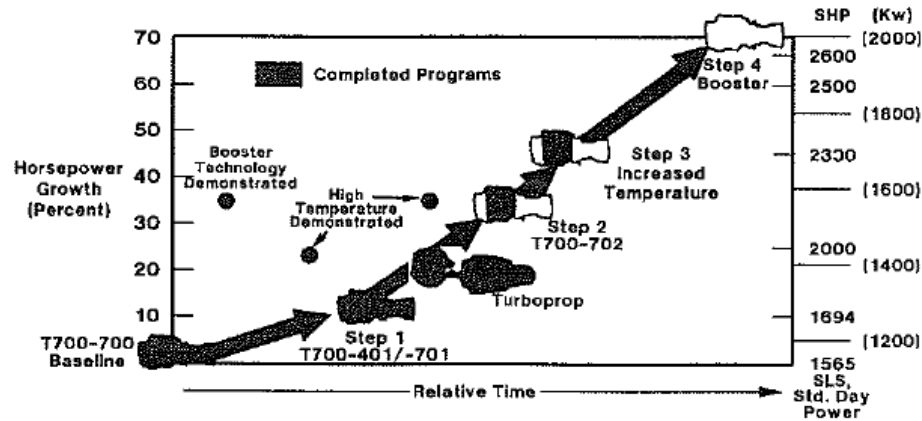 SHP (Kw)
70
(2000)
2600
Step 4
Booster
60
Completed Programs
2500
(1800)
50
Booster
Technology
Demonstrated
2330
Step 3
Increased
Temperature
Horsepower
Growth
(Percent)
40
High
Temperature
Demonstrated
(1600)
30
Step 2
T700-702
2000
20
(1400)
Turboprop
10
1694
Step 1
T700-401/-701
T700-700
Baseline
(1200)
1565
Relative Time
SLS,
Std. Day
Power